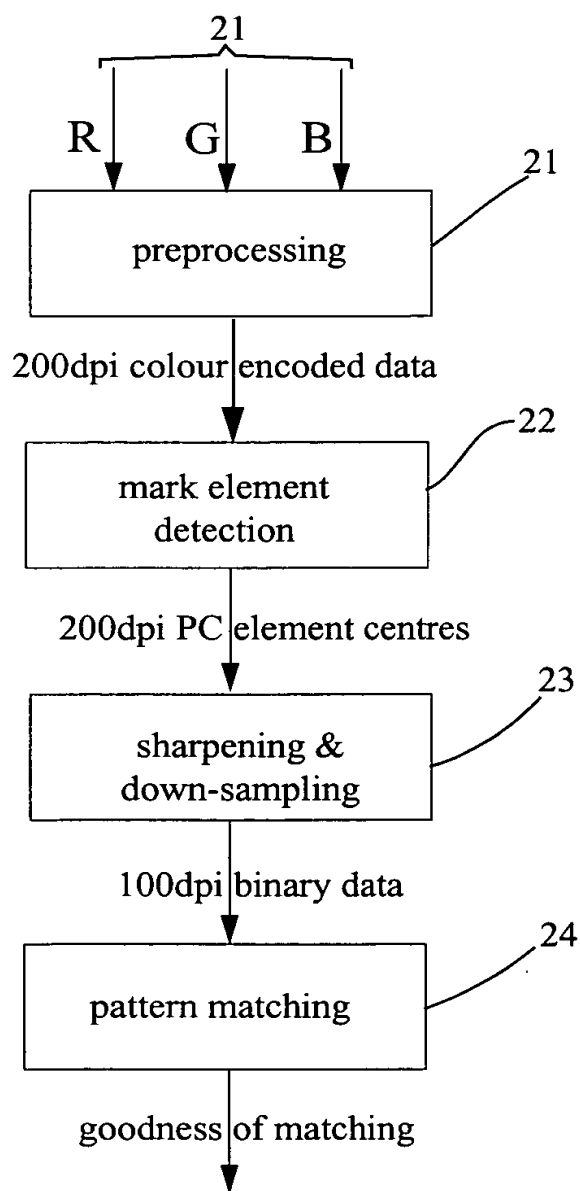 21
R G B
21
preprocessing
200dpi colour encoded data
22
mark element
detection
200dpi PC element centres
23
sharpening &
down-sampling
100dpi binary data
24
pattern matching
goodness of matching